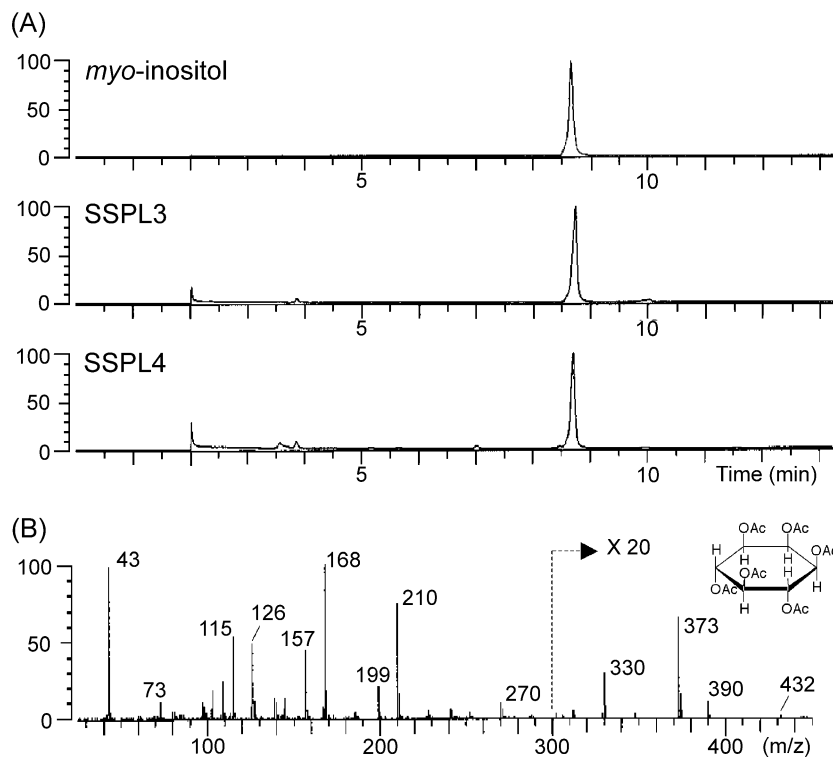 (A)
myo-inositol
100
50
0
5
10
SSPL3
100
50
0
5
10
SSPL4
100
50
0
5
10
Time (min)
(B)
100
50
0
43
73
115
126
157
168
199
210
270
X 20
330
373
390
432
100
200
300
400
(m/z)
OAc
OAc
H
H
H
OAc
OAc
OAc
H
H
H
OAc